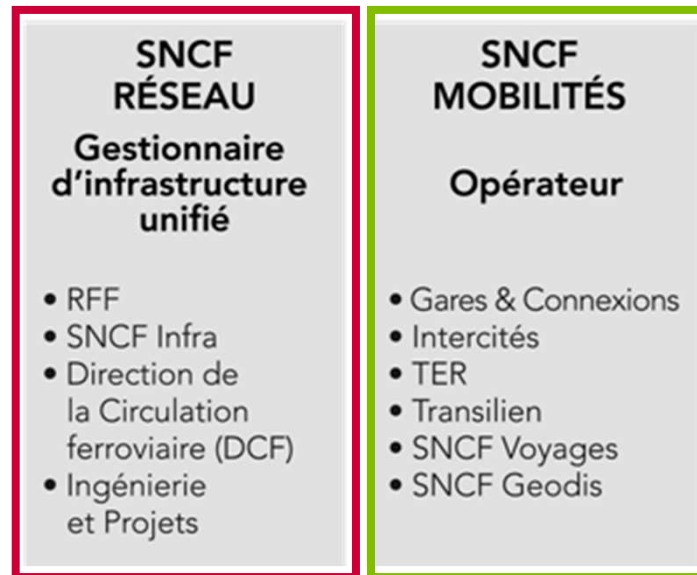 SNCF
RÉSEAU
Gestionnaire
d'infrastructure
unifié
• RFF
• SNCF Infra
• Direction de
la Circulation
ferroviaire (DCF)
• Ingénierie
et Projets
SNCF
MOBILITÉS
Opérateur
• Gares & Connexions
• Intercités
• TER
• Transilien
• SNCF Voyages
• SNCF Geodis